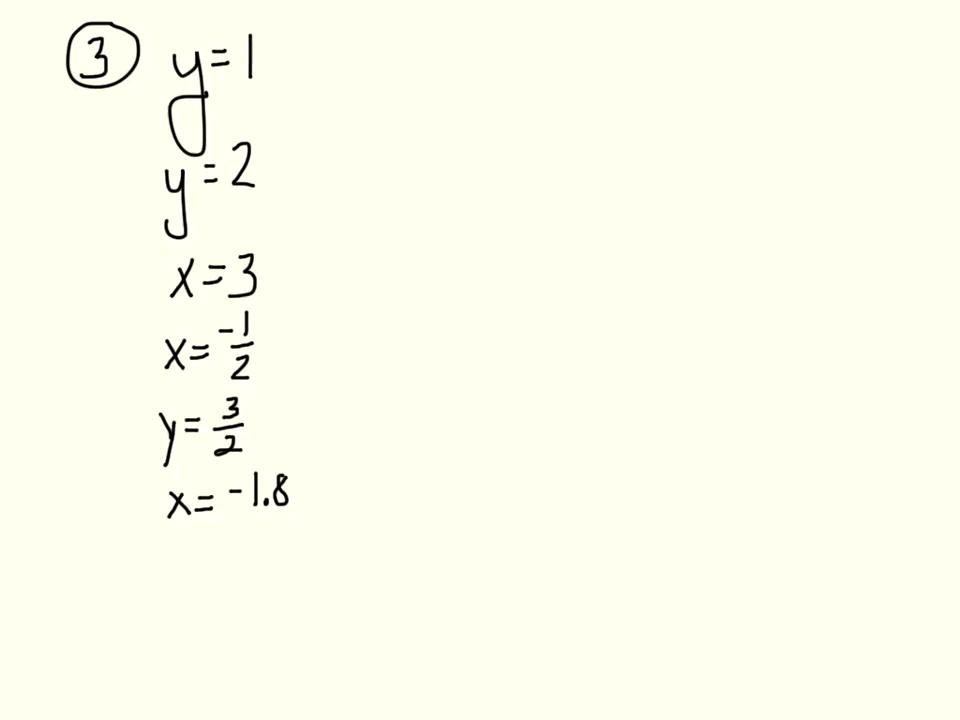 ③ y=1
y=2
x=3
x=-1/2
y=3/2
x=-1.8